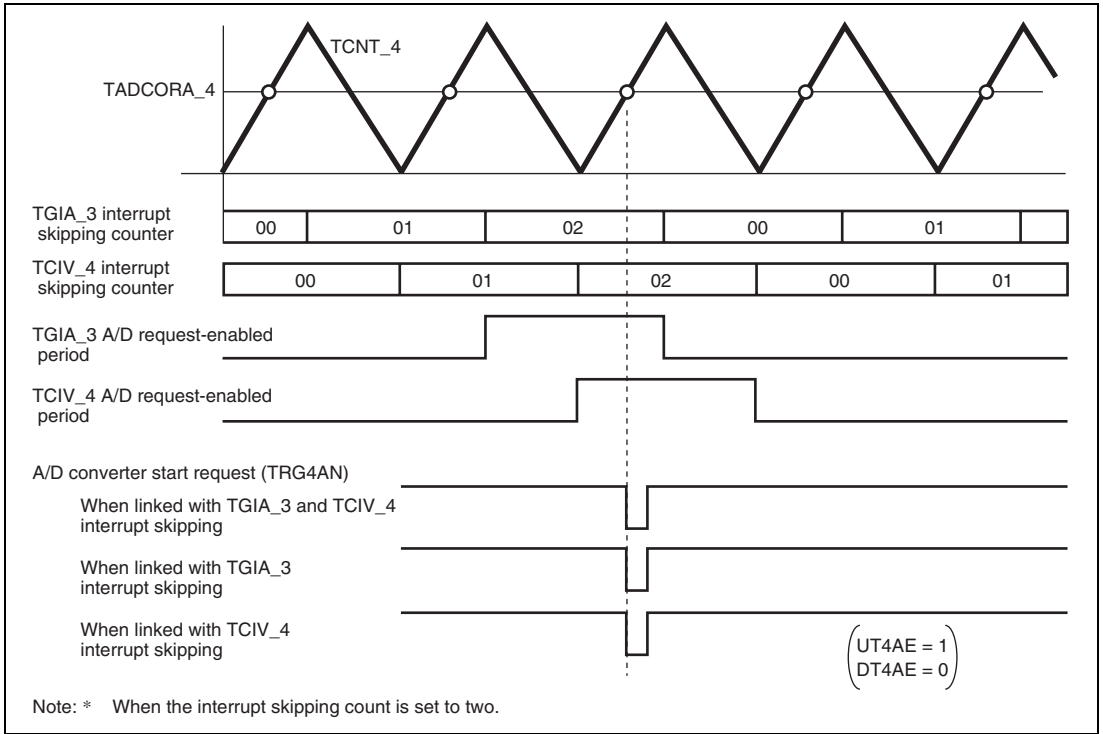 TCNT_4
TADCORA_4
TGIA_3 interrupt
skipping counter
00 01 02 00 01
TCIV_4 interrupt
skipping counter
00 01 02 00 01
TGIA_3 A/D request-enabled
period
TCIV_4 A/D request-enabled
period
A/D converter start request (TRG4AN)
When linked with TGIA_3 and TCIV_4
interrupt skipping
When linked with TGIA_3
interrupt skipping
When linked with TCIV_4
interrupt skipping
UT4AE = 1
DT4AE = 0
Note: * When the interrupt skipping count is set to two.